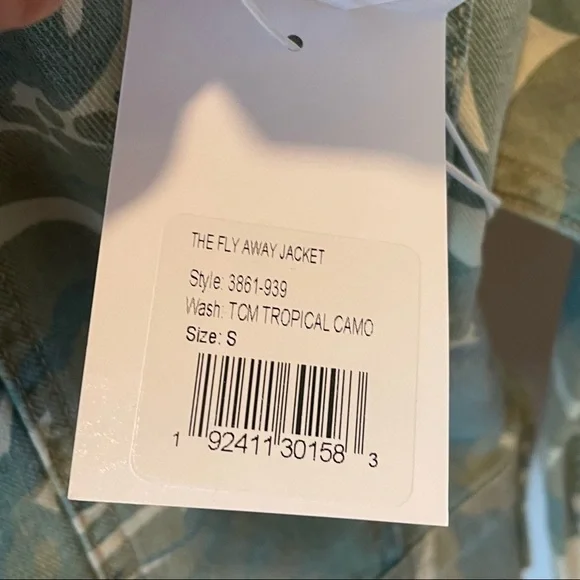 THE FLY AWAY JACKET
Style: 3861-939
Wash: TCM TROPICAL CAMO
Size: S
1 92411 30158 3